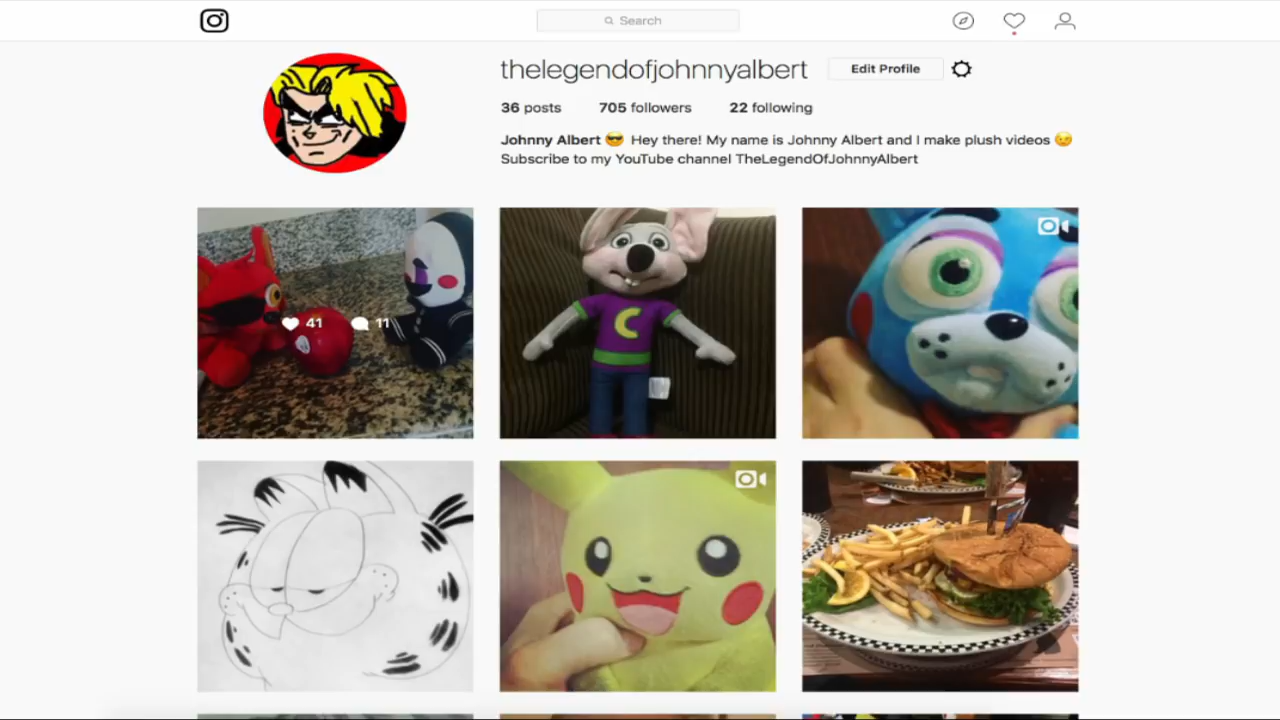 Search
thelegendofjohnnyalbert
Edit Profile
36 posts 705 followers 22 following
Johnny Albert 😎 Hey there! My name is Johnny Albert and I make plush videos 😉
Subscribe to my YouTube channel TheLegendOfJohnnyAlbert
41 11
C